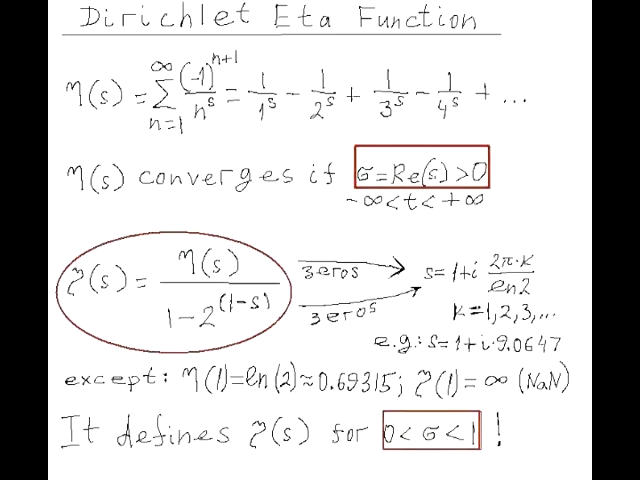 Dirichlet Eta Function
η(s) = ∑_{n=1}^{∞} (-1)^{n+1}/n^s = 1/1^s - 1/2^s + 1/3^s - 1/4^s + ...
η(s) converges if σ=Re(s)>0
-∞<t<+∞
ζ(s) = η(s)/(1-2^{(1-s)})
zeros
zeros
s=1+i 2π·k/ln2
k=1,2,3,...
e.g.: s=1+i·9.0647
except: η(1)=ln(2)≈0.69315; ζ(1)=∞ (NaN)
It defines ζ(s) for 0<σ<1 !